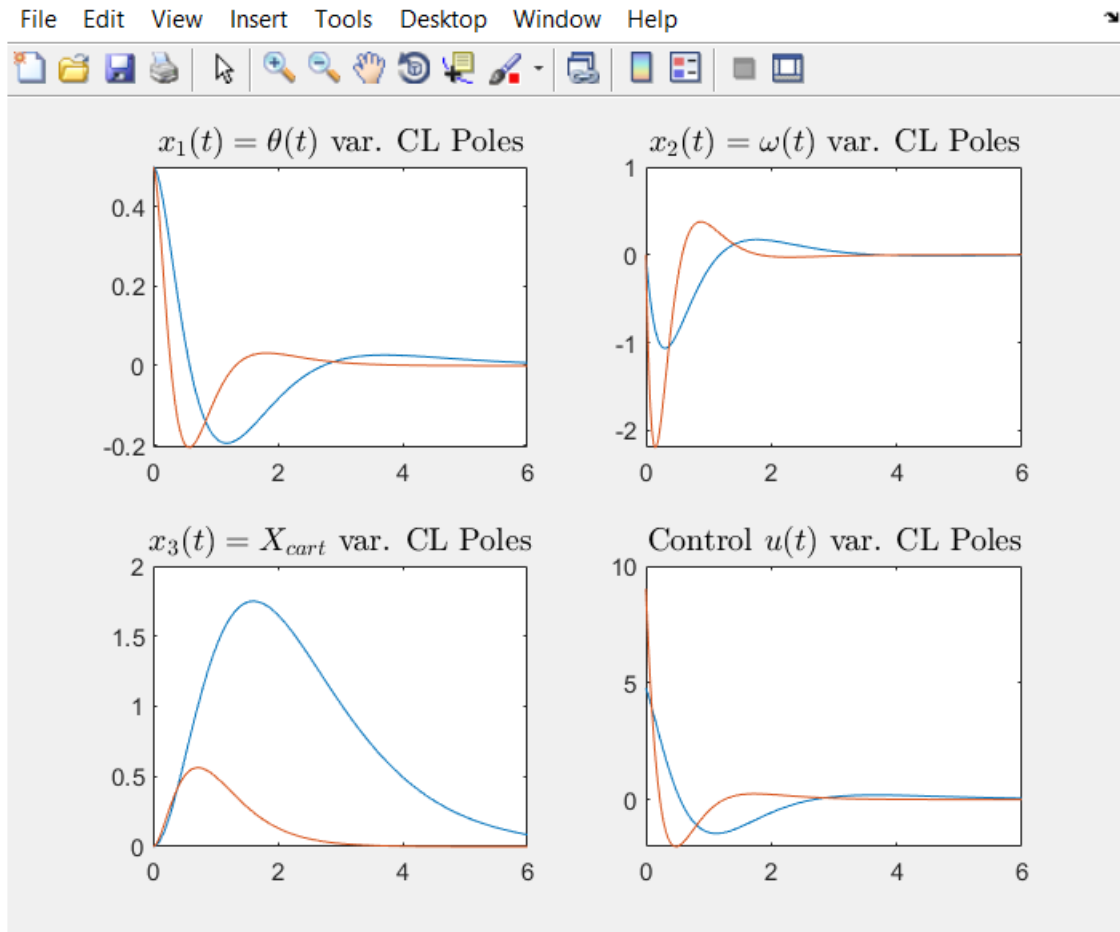 File Edit View Insert Tools Desktop Window Help
x₁(t) = θ(t) var. CL Poles
0.4
0.2
0
-0.2
0 2 4 6
x₂(t) = ω(t) var. CL Poles
1
0
-1
-2
0 2 4 6
x₃(t) = X_cart var. CL Poles
2
1.5
1
0.5
0
0 2 4 6
Control u(t) var. CL Poles
10
5
0
0 2 4 6